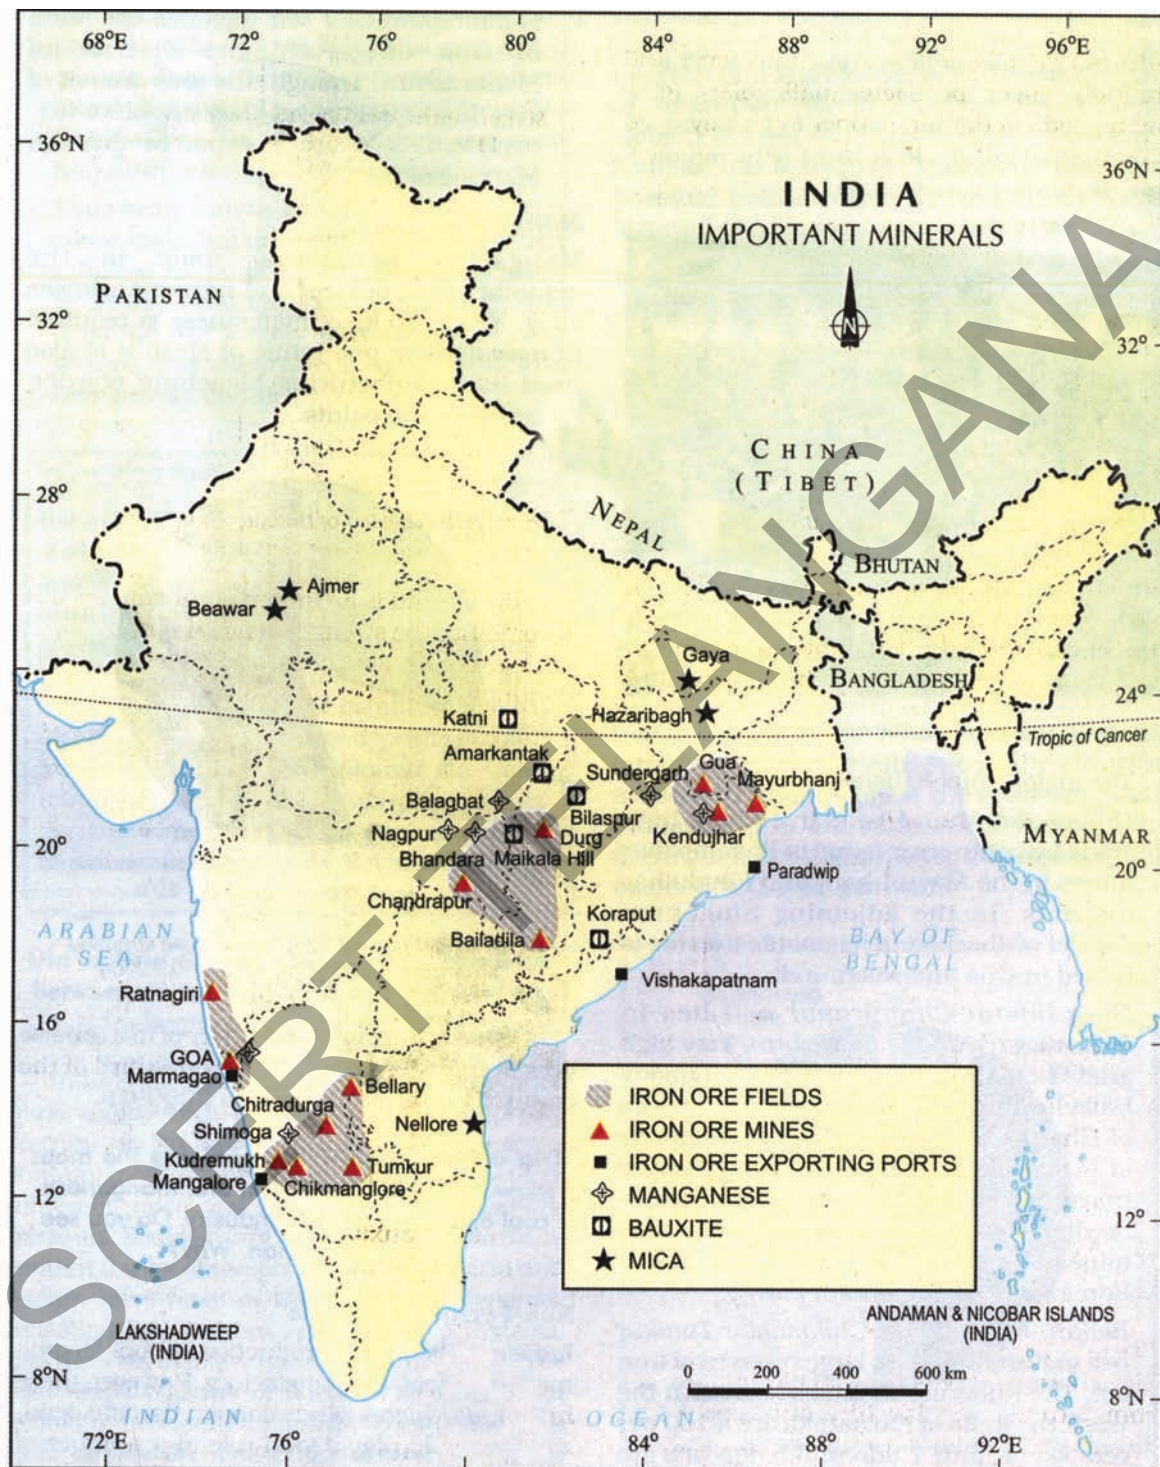 68°E 72° 76° 80° 84° 88° 92° 96°E
36°N
36°N
INDIA
IMPORTANT MINERALS
N
PAKISTAN
32°
32°
CHINA
(TIBET)
28°
NEPAL
BHUTAN
Ajmer
Beawar
Gaya
BANGLADESH
24°
Katni
Hazaribagh
Tropic of Cancer
Amarkantak
Sundergarh
Gua
Mayurbhanj
Balaghat
Bilaspur
Nagpur
Durg
Kendujhar
MYANMAR
20°
Bhandara
Maikala Hill
Paradwip
20°
Chandrapur
Koraput
ARABIAN
SEA
Bailadila
BAY OF
BENGAL
Vishakapatnam
Ratnagiri
16°
GOA
Marmagao
Bellary
Chitradurga
Nellore
Shimoga
Kudremukh
Tumkur
Mangalore
Chikmanglore
12°
12°
IRON ORE FIELDS
IRON ORE MINES
IRON ORE EXPORTING PORTS
MANGANESE
BAUXITE
MICA
LAKSHADWEEP
(INDIA)
ANDAMAN & NICOBAR ISLANDS
(INDIA)
8°N
0 200 400 600 km
8°N
INDIAN OCEAN
72°E 76° 84° 88° 92°E
SCERT TELANGANA